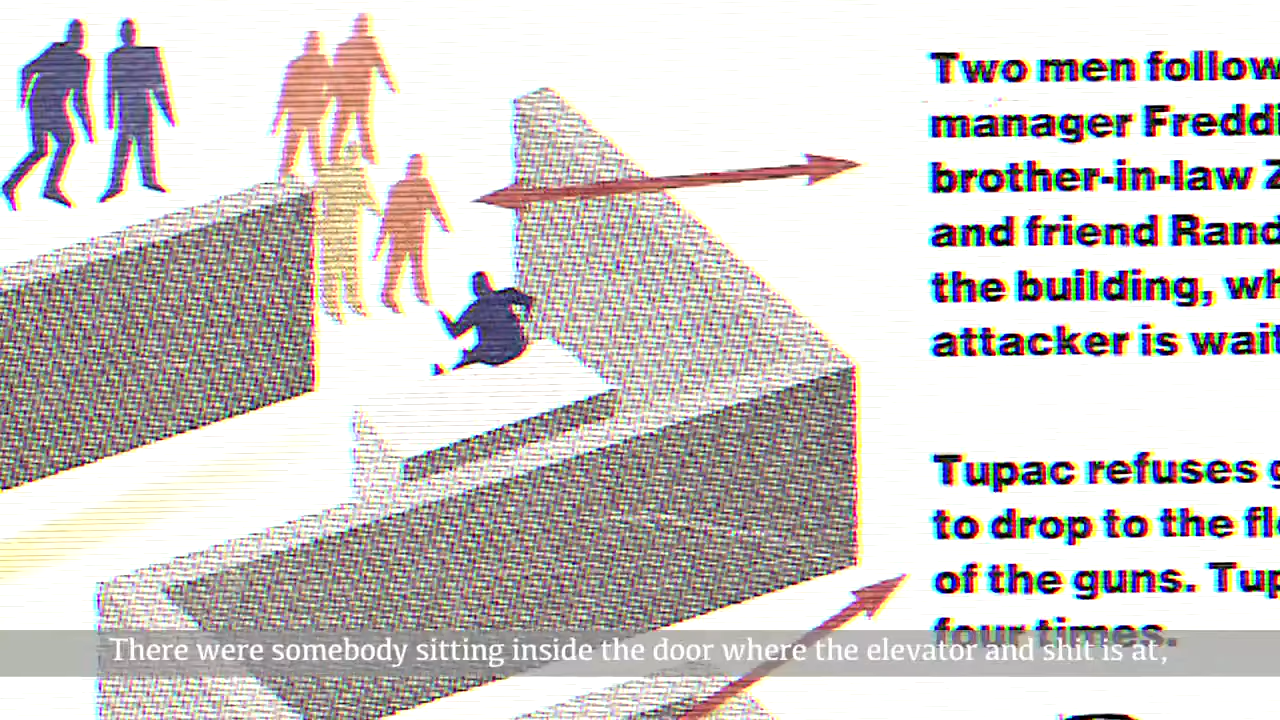 Two men follow
manager Freddi
brother-in-law
and friend Rand
the building, wh
attacker is wait
Tupac refuses g
to drop to the flo
of the guns. Tup
four times.
There were somebody sitting inside the door where the elevator and shit is at,